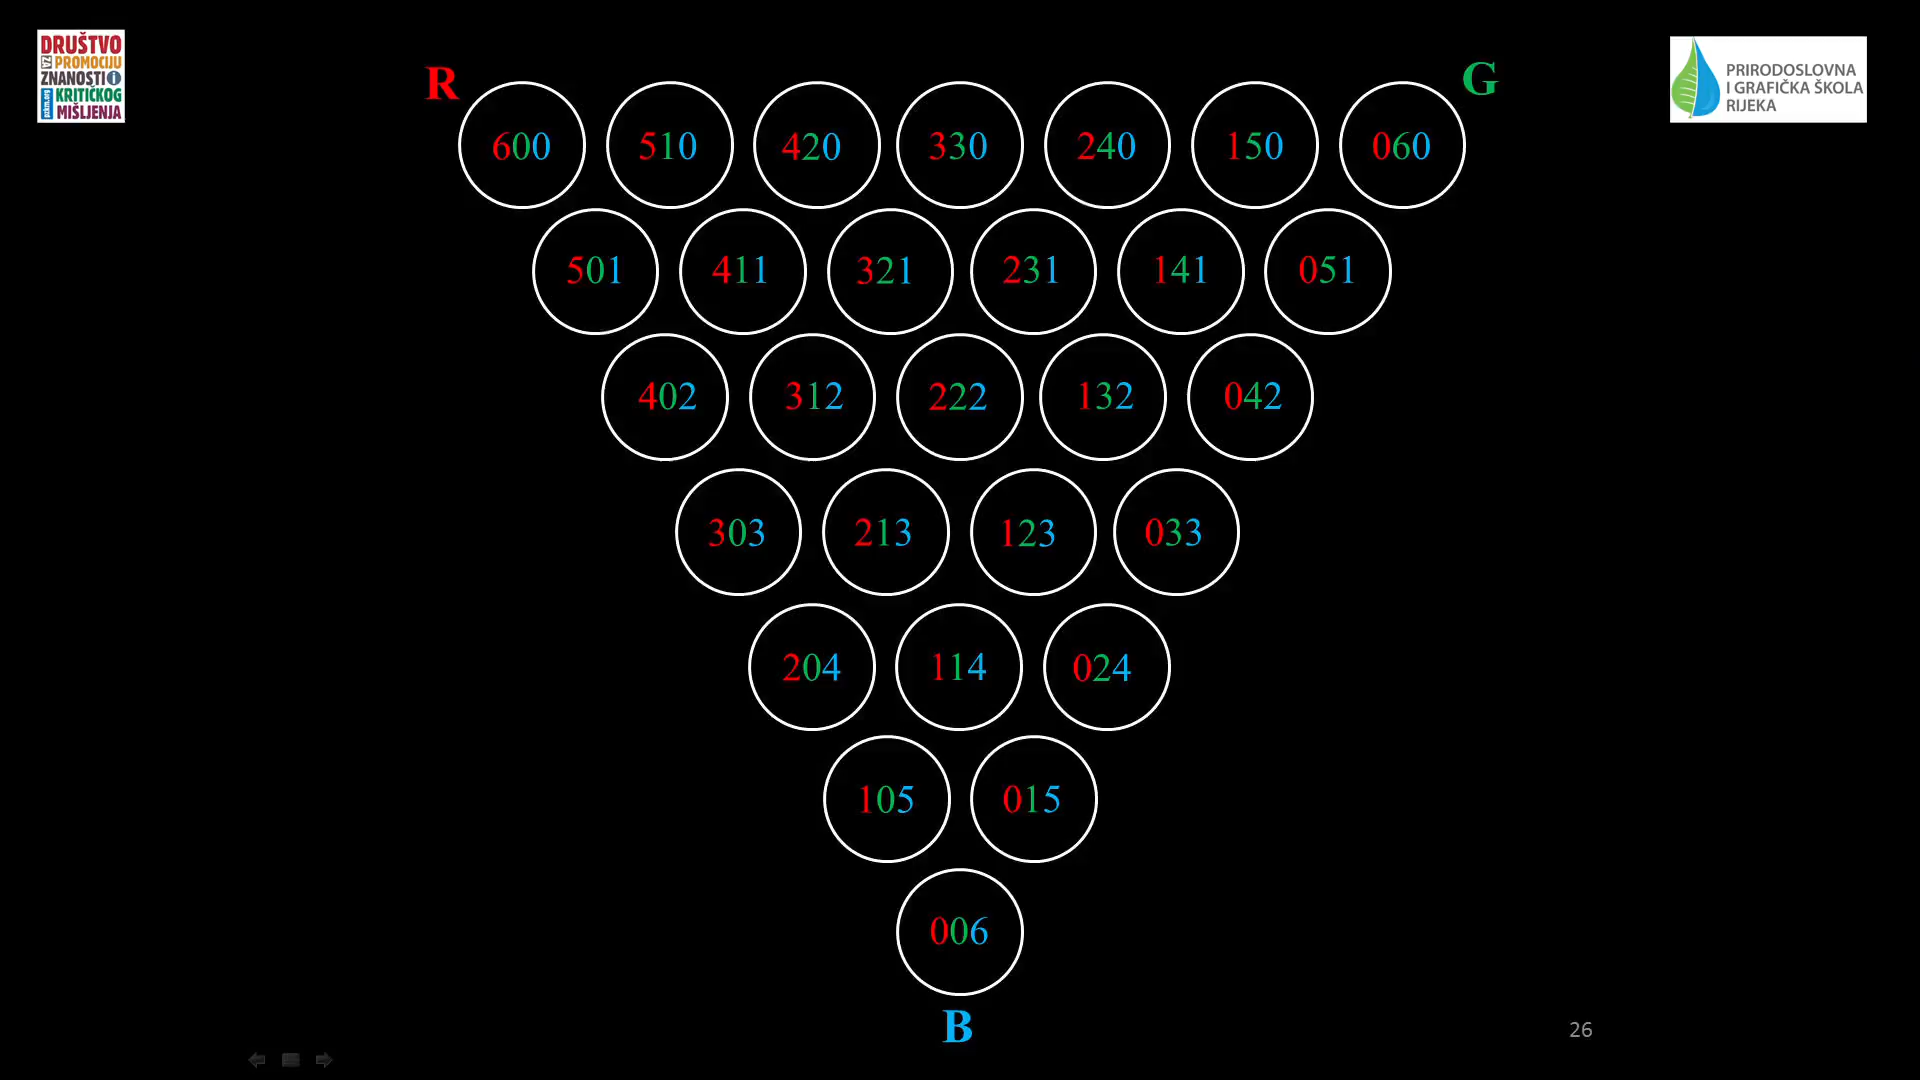 DRUŠTVO
ZA PROMOCIJU
ZNANOSTI i
pzkm.org KRITIČKOG
MIŠLJENJA
PRIRODOSLOVNA
I GRAFIČKA ŠKOLA
RIJEKA
R G
600 510 420 330 240 150 060
501 411 321 231 141 051
402 312 222 132 042
303 213 123 033
204 114 024
105 015
006
B
26